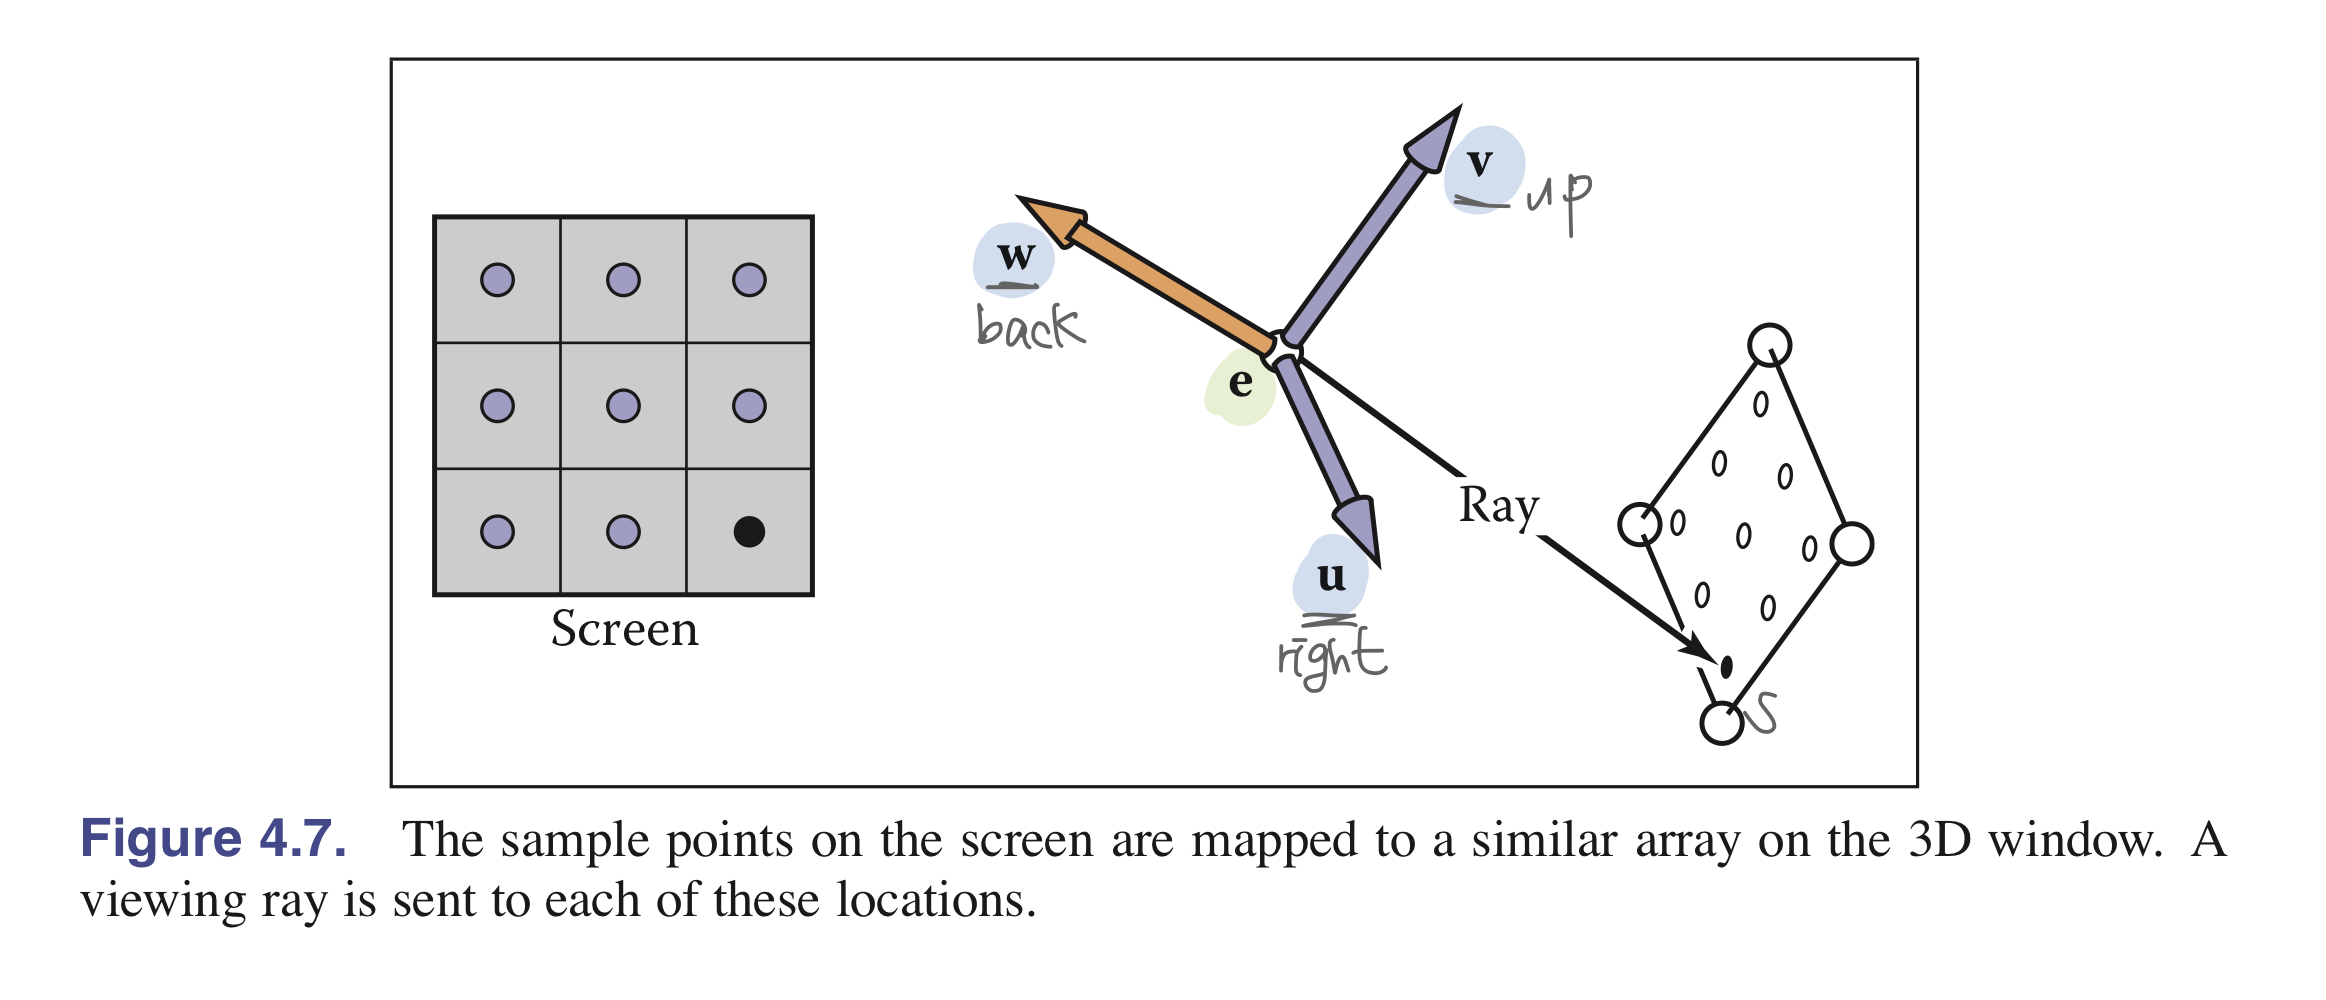 v
up
w
back
e
Ray
u
right
S
Screen
Figure 4.7. The sample points on the screen are mapped to a similar array on the 3D window. A
viewing ray is sent to each of these locations.